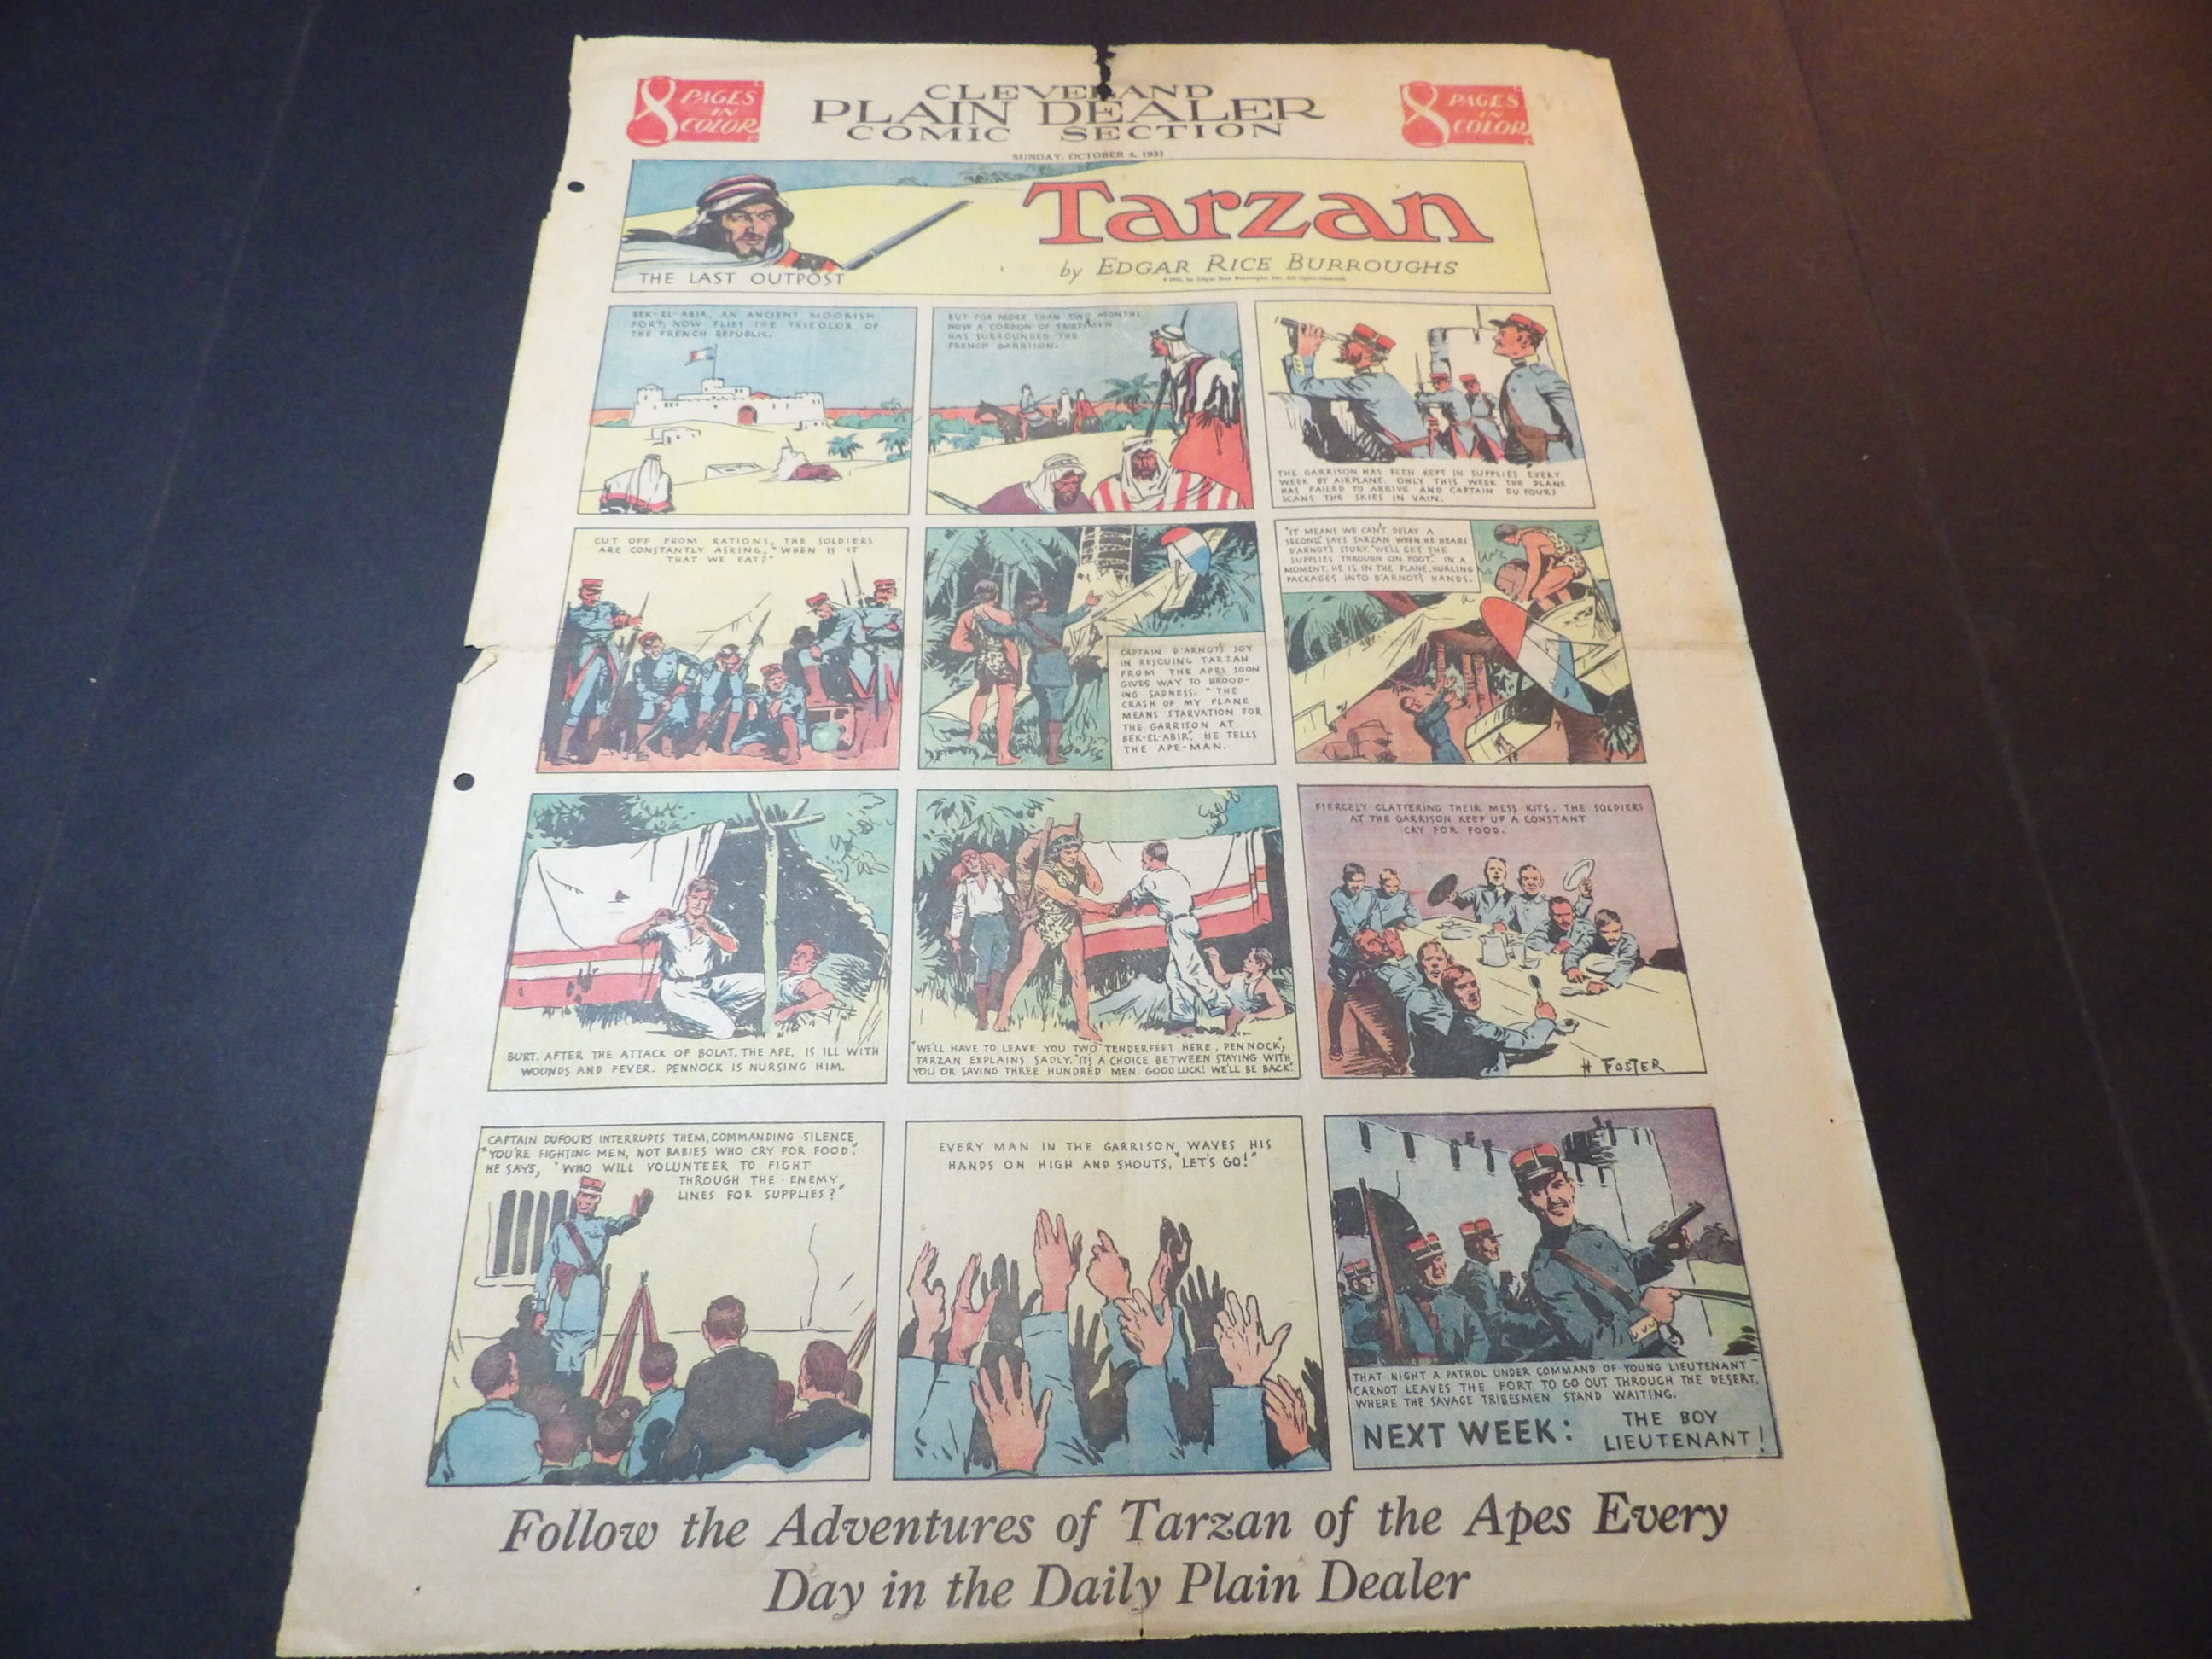 8 PAGES
IN
COLOR
CLEVELAND
PLAIN DEALER
COMIC SECTION
8 PAGES
IN
COLOR
SUNDAY, OCTOBER 4, 1931
THE LAST OUTPOST
Tarzan
by EDGAR RICE BURROUGHS
by Edgar Rice Burroughs, Inc. All rights reserved.
BEK-EL-ABIR, AN ANCIENT MOORISH
FORT, NOW FLIES THE TRICOLOR OF
THE FRENCH REPUBLIC.
BUT FOR MORE THAN TWO MONTHS
NOW A CORDON OF TRIBESMEN
HAS SURROUNDED THE
FRENCH GARRISON.
THE GARRISON HAS BEEN KEPT IN SUPPLIES EVERY
WEEK BY AIRPLANE. ONLY THIS WEEK THE PLANE
HAS FAILED TO ARRIVE AND CAPTAIN DUFOURS
SCANS THE SKIES IN VAIN.
CUT OFF FROM RATIONS, THE SOLDIERS
ARE CONSTANTLY ASKING, "WHEN IS IT
THAT WE EAT?"
CAPTAIN D'ARNOT'S JOY
IN RESCUING TARZAN
FROM THE APES SOON
GIVES WAY TO BROOD-
ING SADNESS. "THE
CRASH OF MY PLANE
MEANS STARVATION FOR
THE GARRISON AT
BEK-EL-ABIR", HE TELLS
THE APE-MAN.
"IT MEANS WE CAN'T DELAY A
SECOND," SAYS TARZAN WHEN HE HEARS
D'ARNOT'S STORY. "WE'LL GET THE
SUPPLIES THROUGH ON FOOT." IN A
MOMENT, HE IS IN THE PLANE, HURLING
PACKAGES INTO D'ARNOT'S HANDS.
BURT, AFTER THE ATTACK OF BOLAT, THE APE, IS ILL WITH
WOUNDS AND FEVER. PENNOCK IS NURSING HIM.
"WE'LL HAVE TO LEAVE YOU TWO TENDERFEET HERE, PENNOCK,"
TARZAN EXPLAINS SADLY. "ITS A CHOICE BETWEEN STAYING WITH
YOU OR SAVING THREE HUNDRED MEN. GOOD LUCK! WE'LL BE BACK."
FIERCELY CLATTERING THEIR MESS KITS, THE SOLDIERS
AT THE GARRISON KEEP UP A CONSTANT
CRY FOR FOOD.
H FOSTER
CAPTAIN DUFOURS INTERRUPTS THEM, COMMANDING SILENCE
"YOU'RE FIGHTING MEN, NOT BABIES WHO CRY FOR FOOD,"
HE SAYS, "WHO WILL VOLUNTEER TO FIGHT
THROUGH THE ENEMY
LINES FOR SUPPLIES?"
EVERY MAN IN THE GARRISON WAVES HIS
HANDS ON HIGH AND SHOUTS, "LET'S GO!"
THAT NIGHT A PATROL UNDER COMMAND OF YOUNG LIEUTENANT
CARNOT LEAVES THE FORT TO GO OUT THROUGH THE DESERT,
WHERE THE SAVAGE TRIBESMEN STAND WAITING.
NEXT WEEK: THE BOY
LIEUTENANT!
Follow the Adventures of Tarzan of the Apes Every
Day in the Daily Plain Dealer